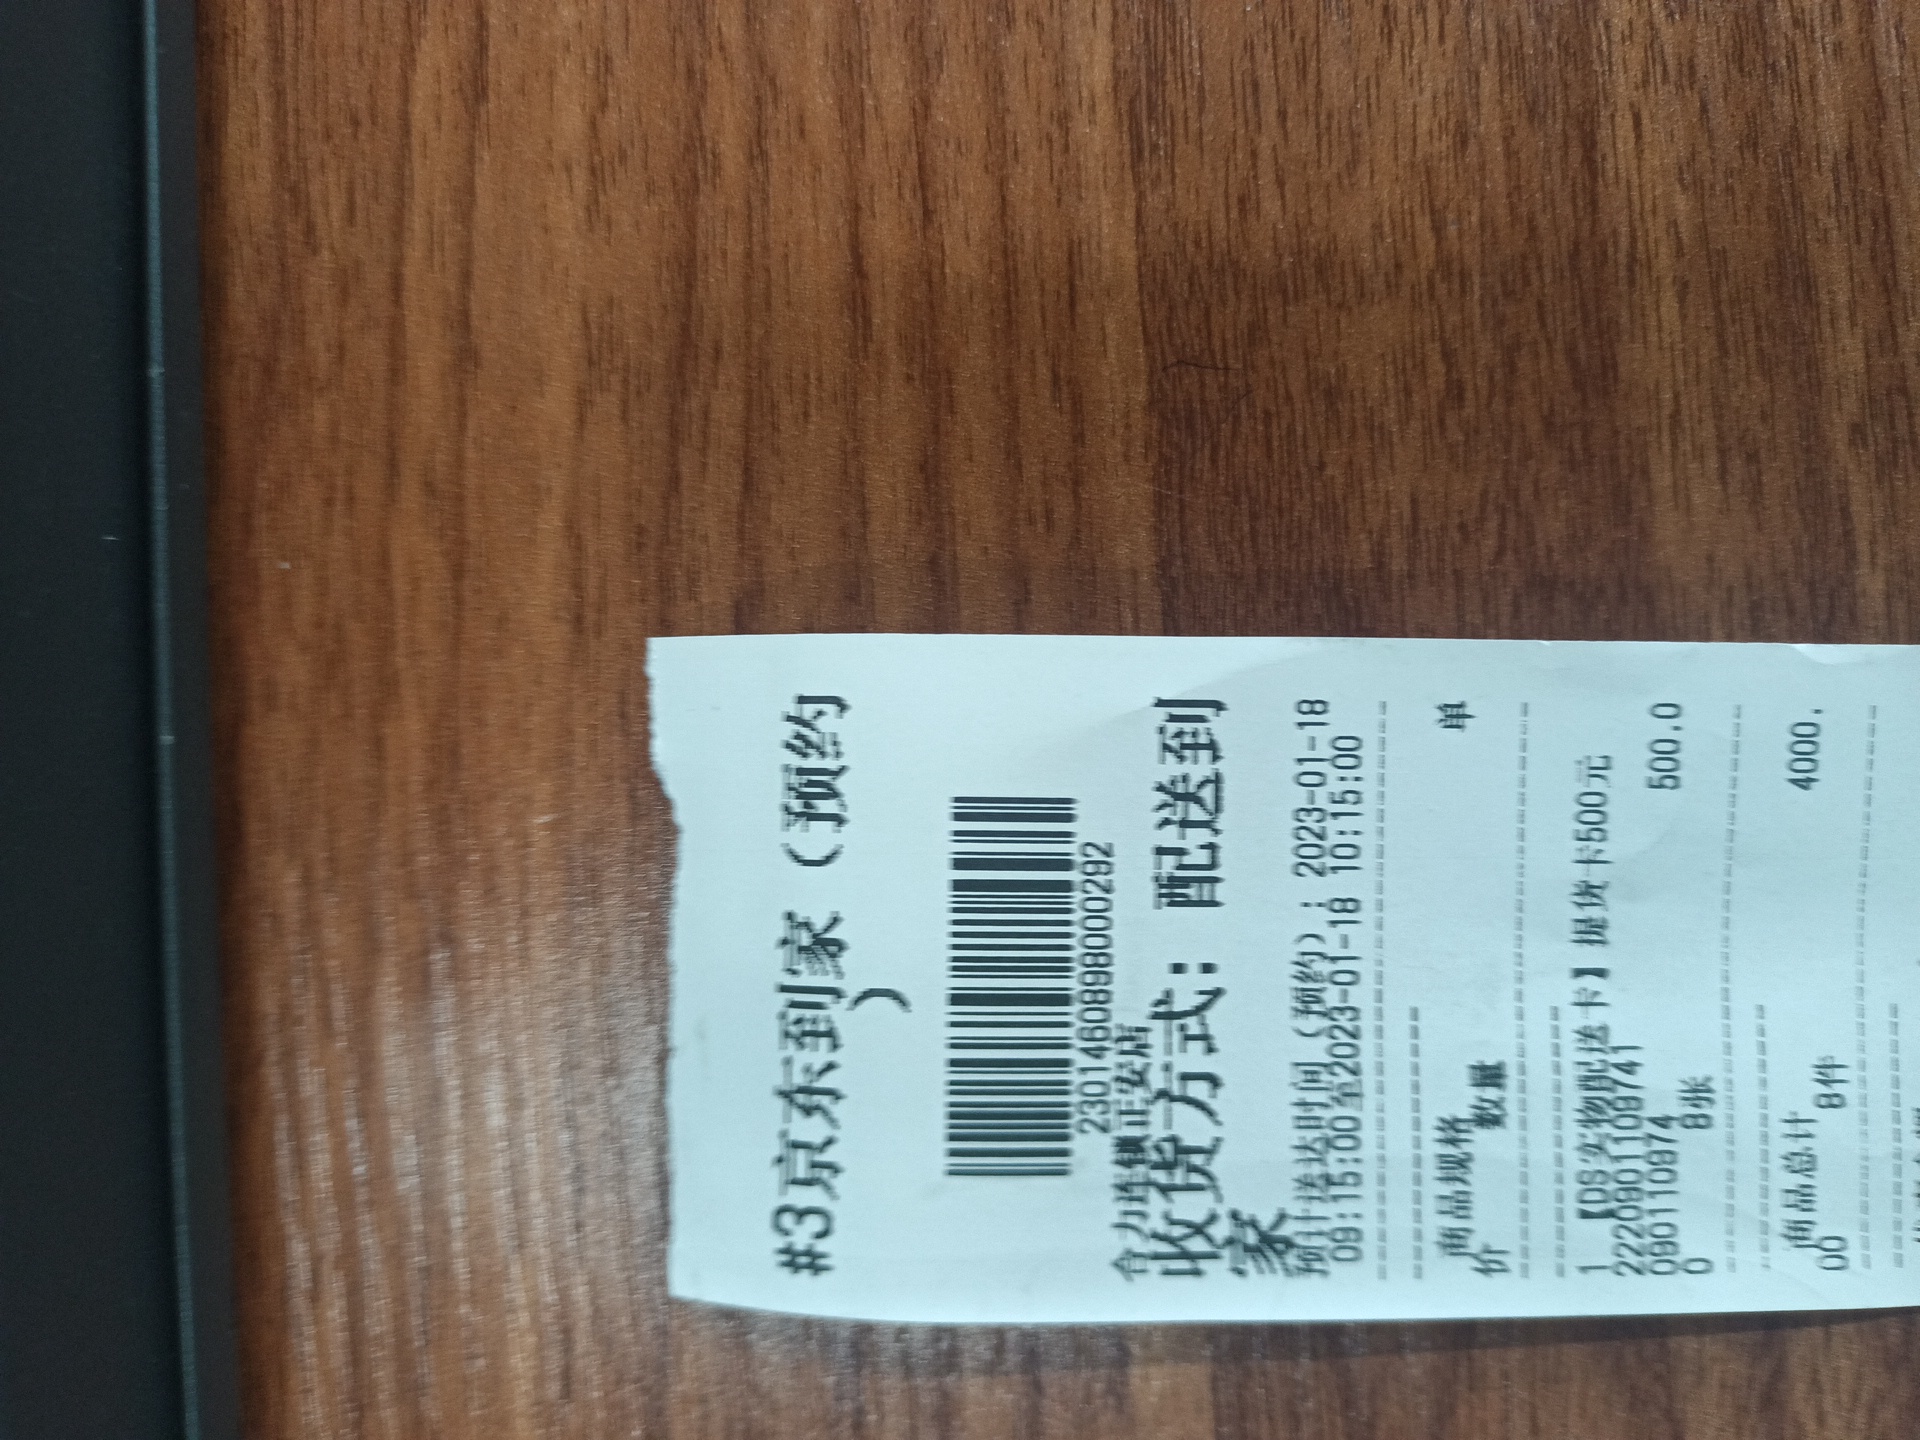 #3京东到家（预约
）
2301460898000292
合力连锁正安店
收货方式：配送到
家
预计送达时间（预约）：2023-01-18
09:15:00至2023-01-18 10:15:00
商品规格 单
价 数量
1 【DS实物配送卡】提货卡500元
2220901109741
090110974 500.0
0 8张
商品总计 4000.
00 8件